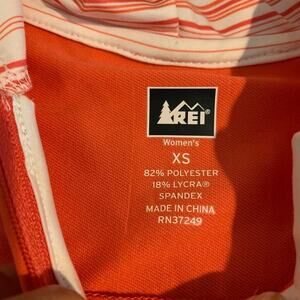 REI®
Women's
XS
82% POLYESTER
18% LYCRA®
SPANDEX
MADE IN CHINA
RN37249